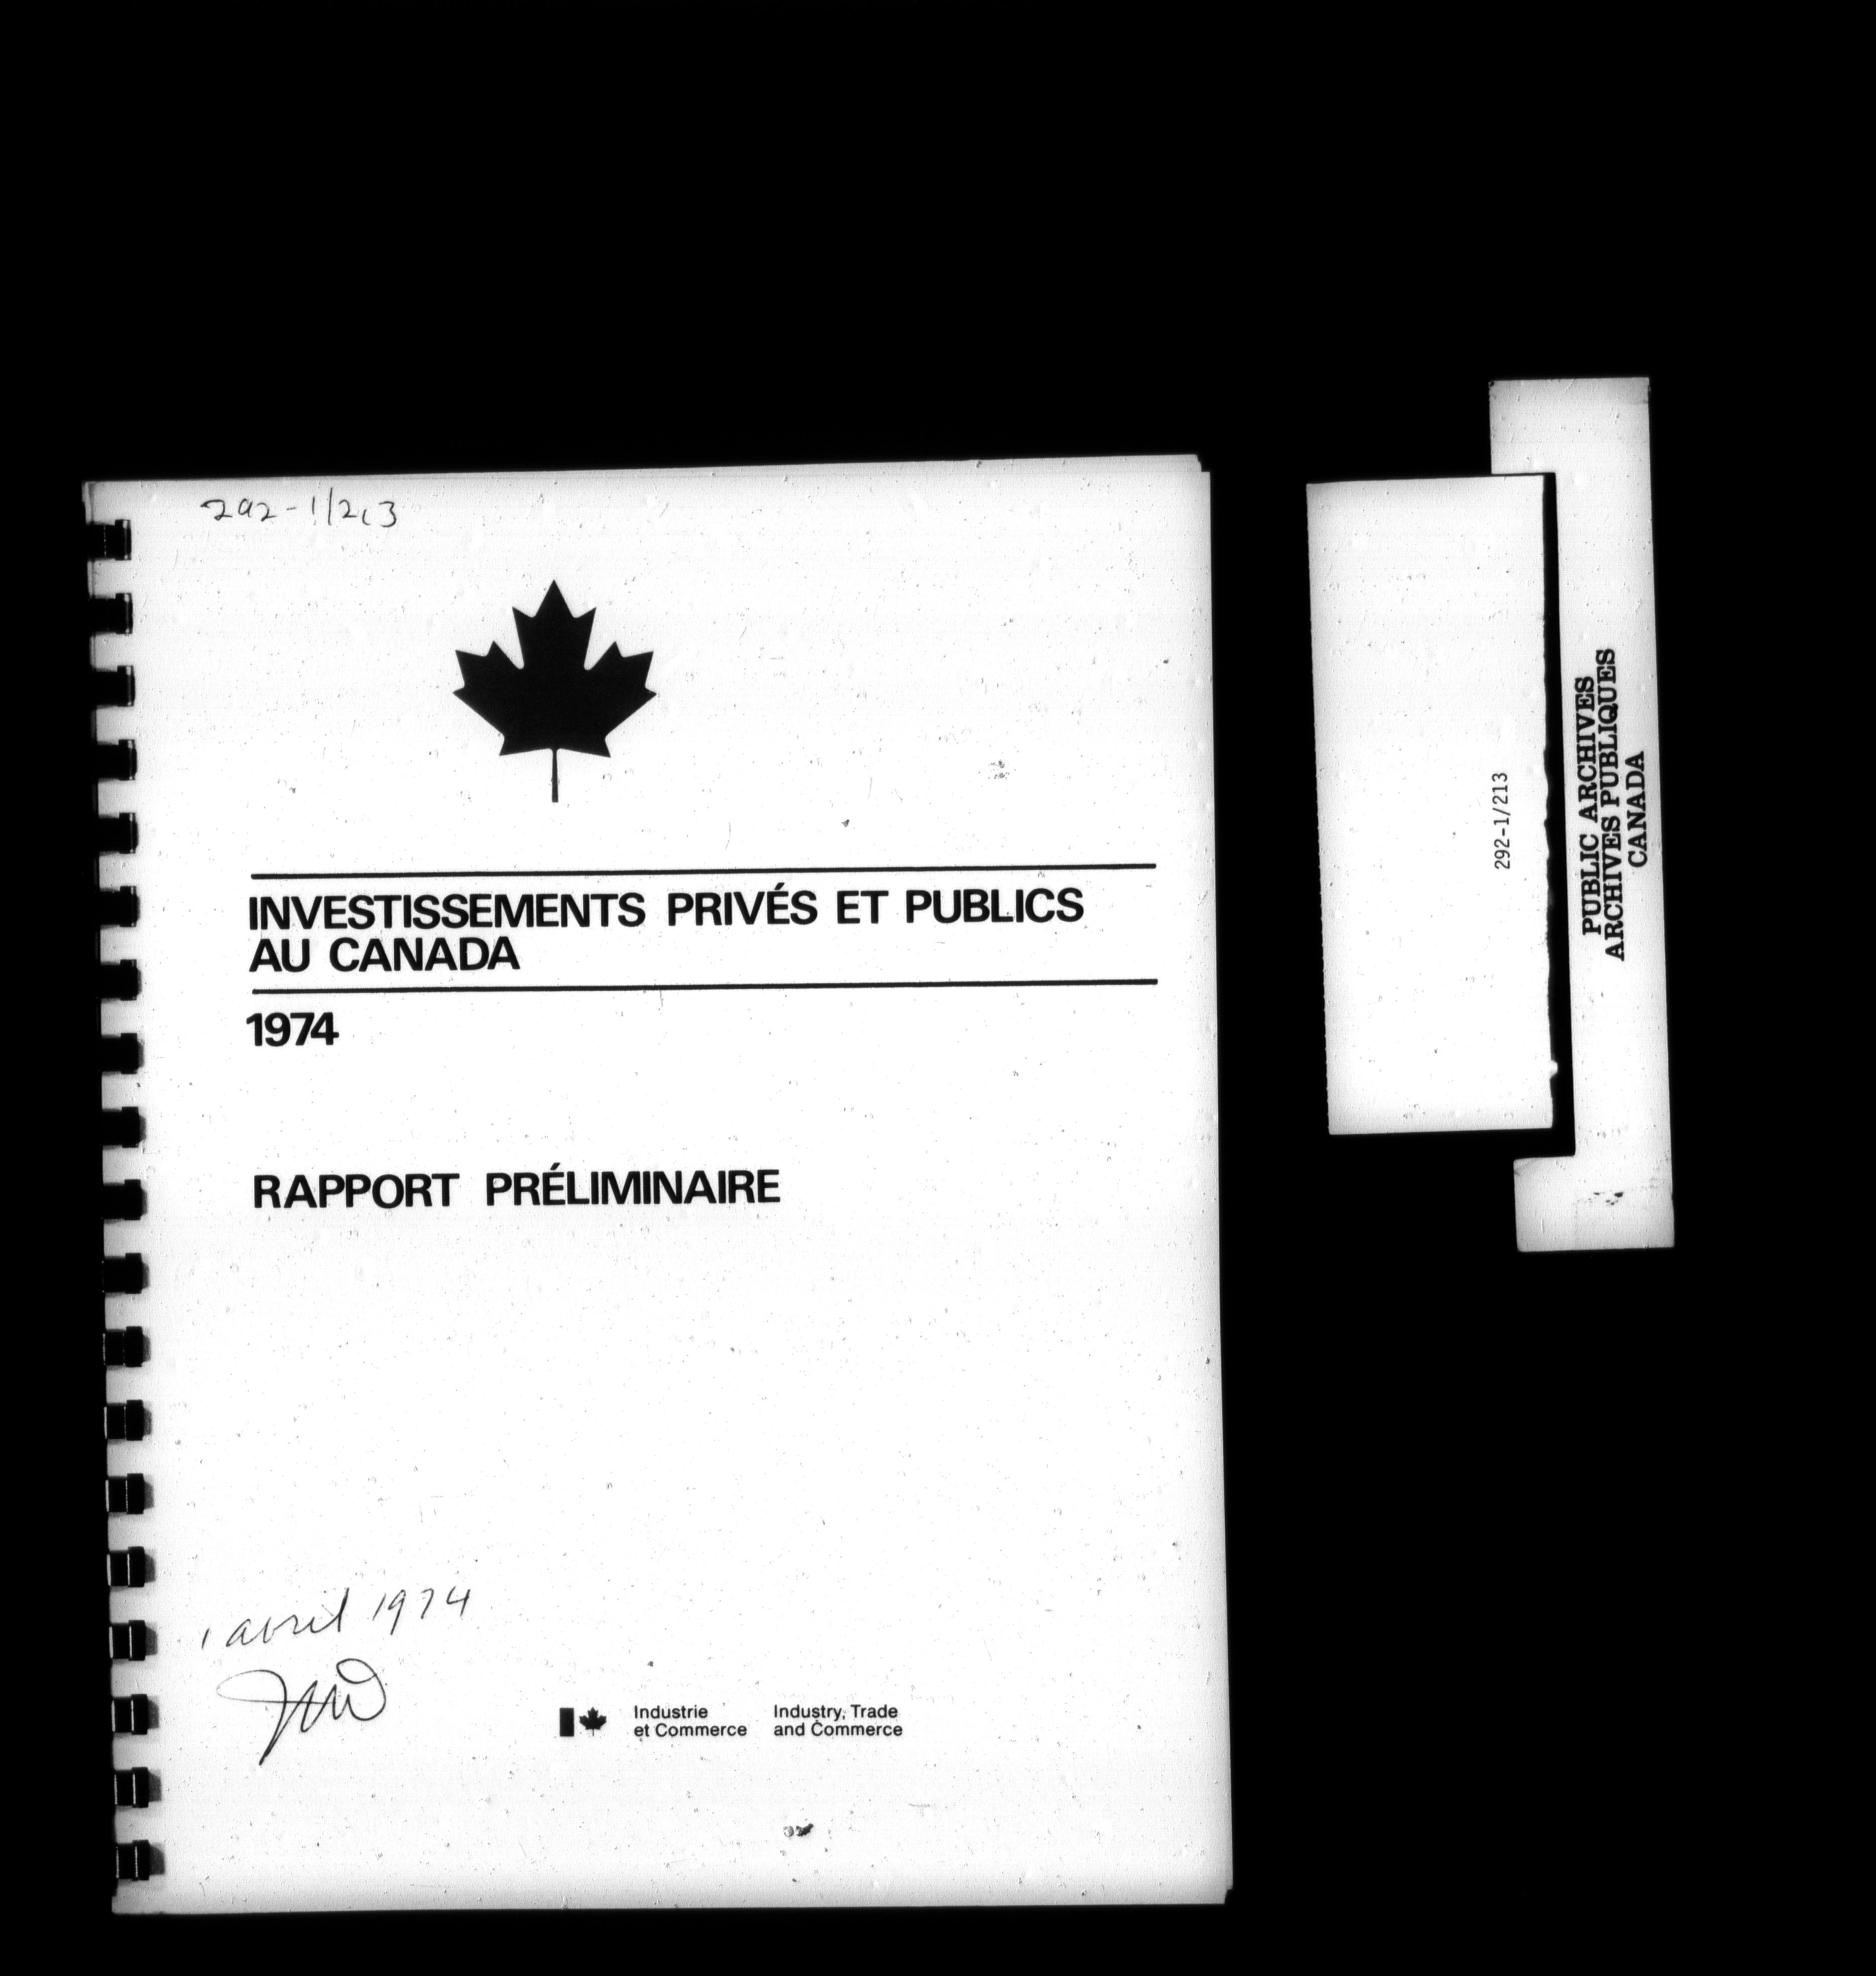 292-1/213
INVESTISSEMENTS PRIVÉS ET PUBLICS
AU CANADA
1974
RAPPORT PRÉLIMINAIRE
1 avril 1974
Industrie
et Commerce
Industry, Trade
and Commerce
292-1/213
PUBLIC ARCHIVES
ARCHIVES PUBLIQUES
CANADA